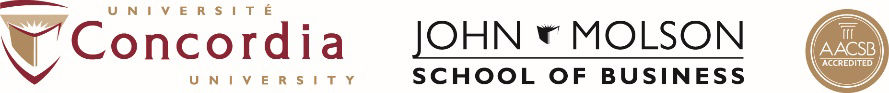 UNIVERSITÉ
Concordia
UNIVERSITY
JOHN MOLSON
SCHOOL OF BUSINESS
AACSB
ACCREDITED